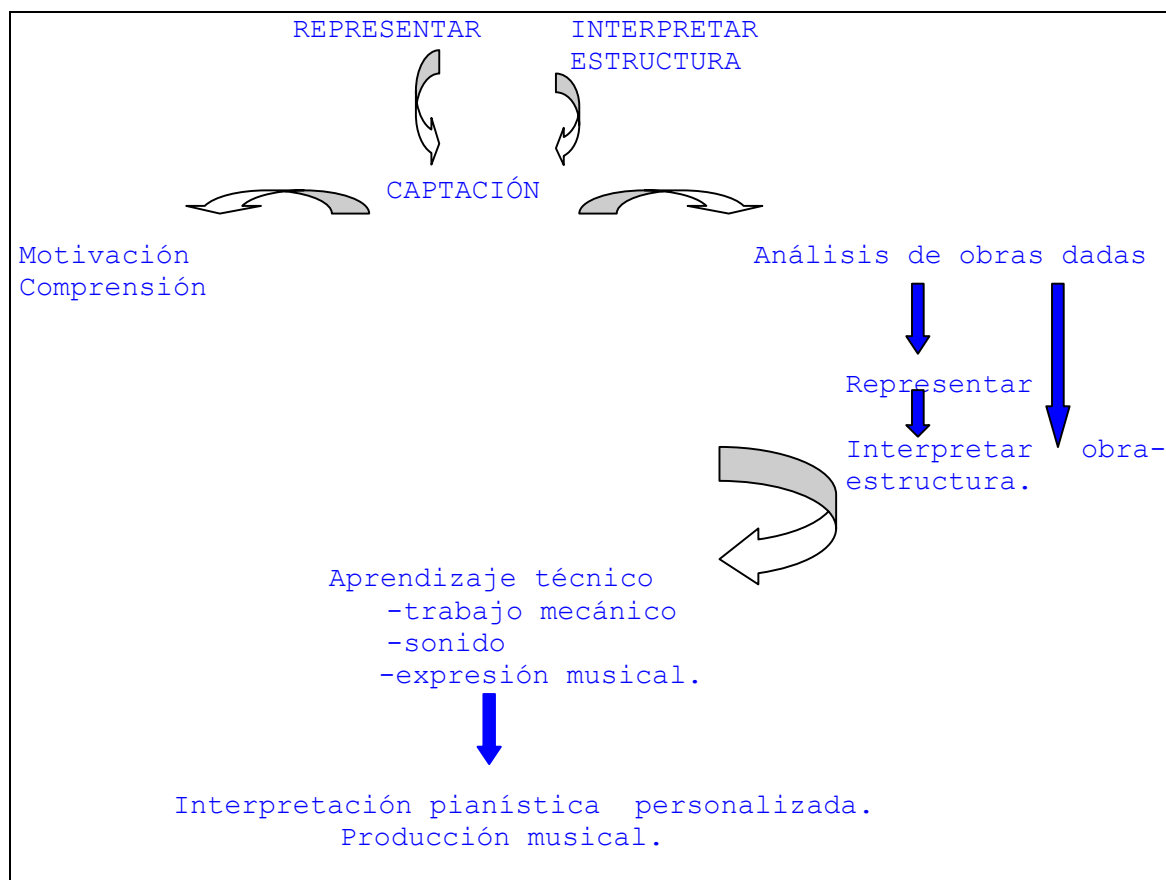 REPRESENTAR INTERPRETAR
ESTRUCTURA
CAPTACIÓN
Motivación
Comprensión
Análisis de obras dadas
Representar
Interpretar obra-
estructura.
Aprendizaje técnico
-trabajo mecánico
-sonido
-expresión musical.
Interpretación pianística personalizada.
Producción musical.